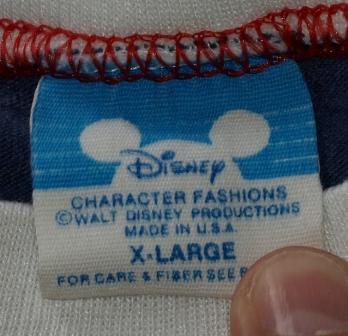 Disney
CHARACTER FASHIONS
©WALT DISNEY PRODUCTIONS
MADE IN U.S.A.
X-LARGE
FOR CARE & FIBER SEE